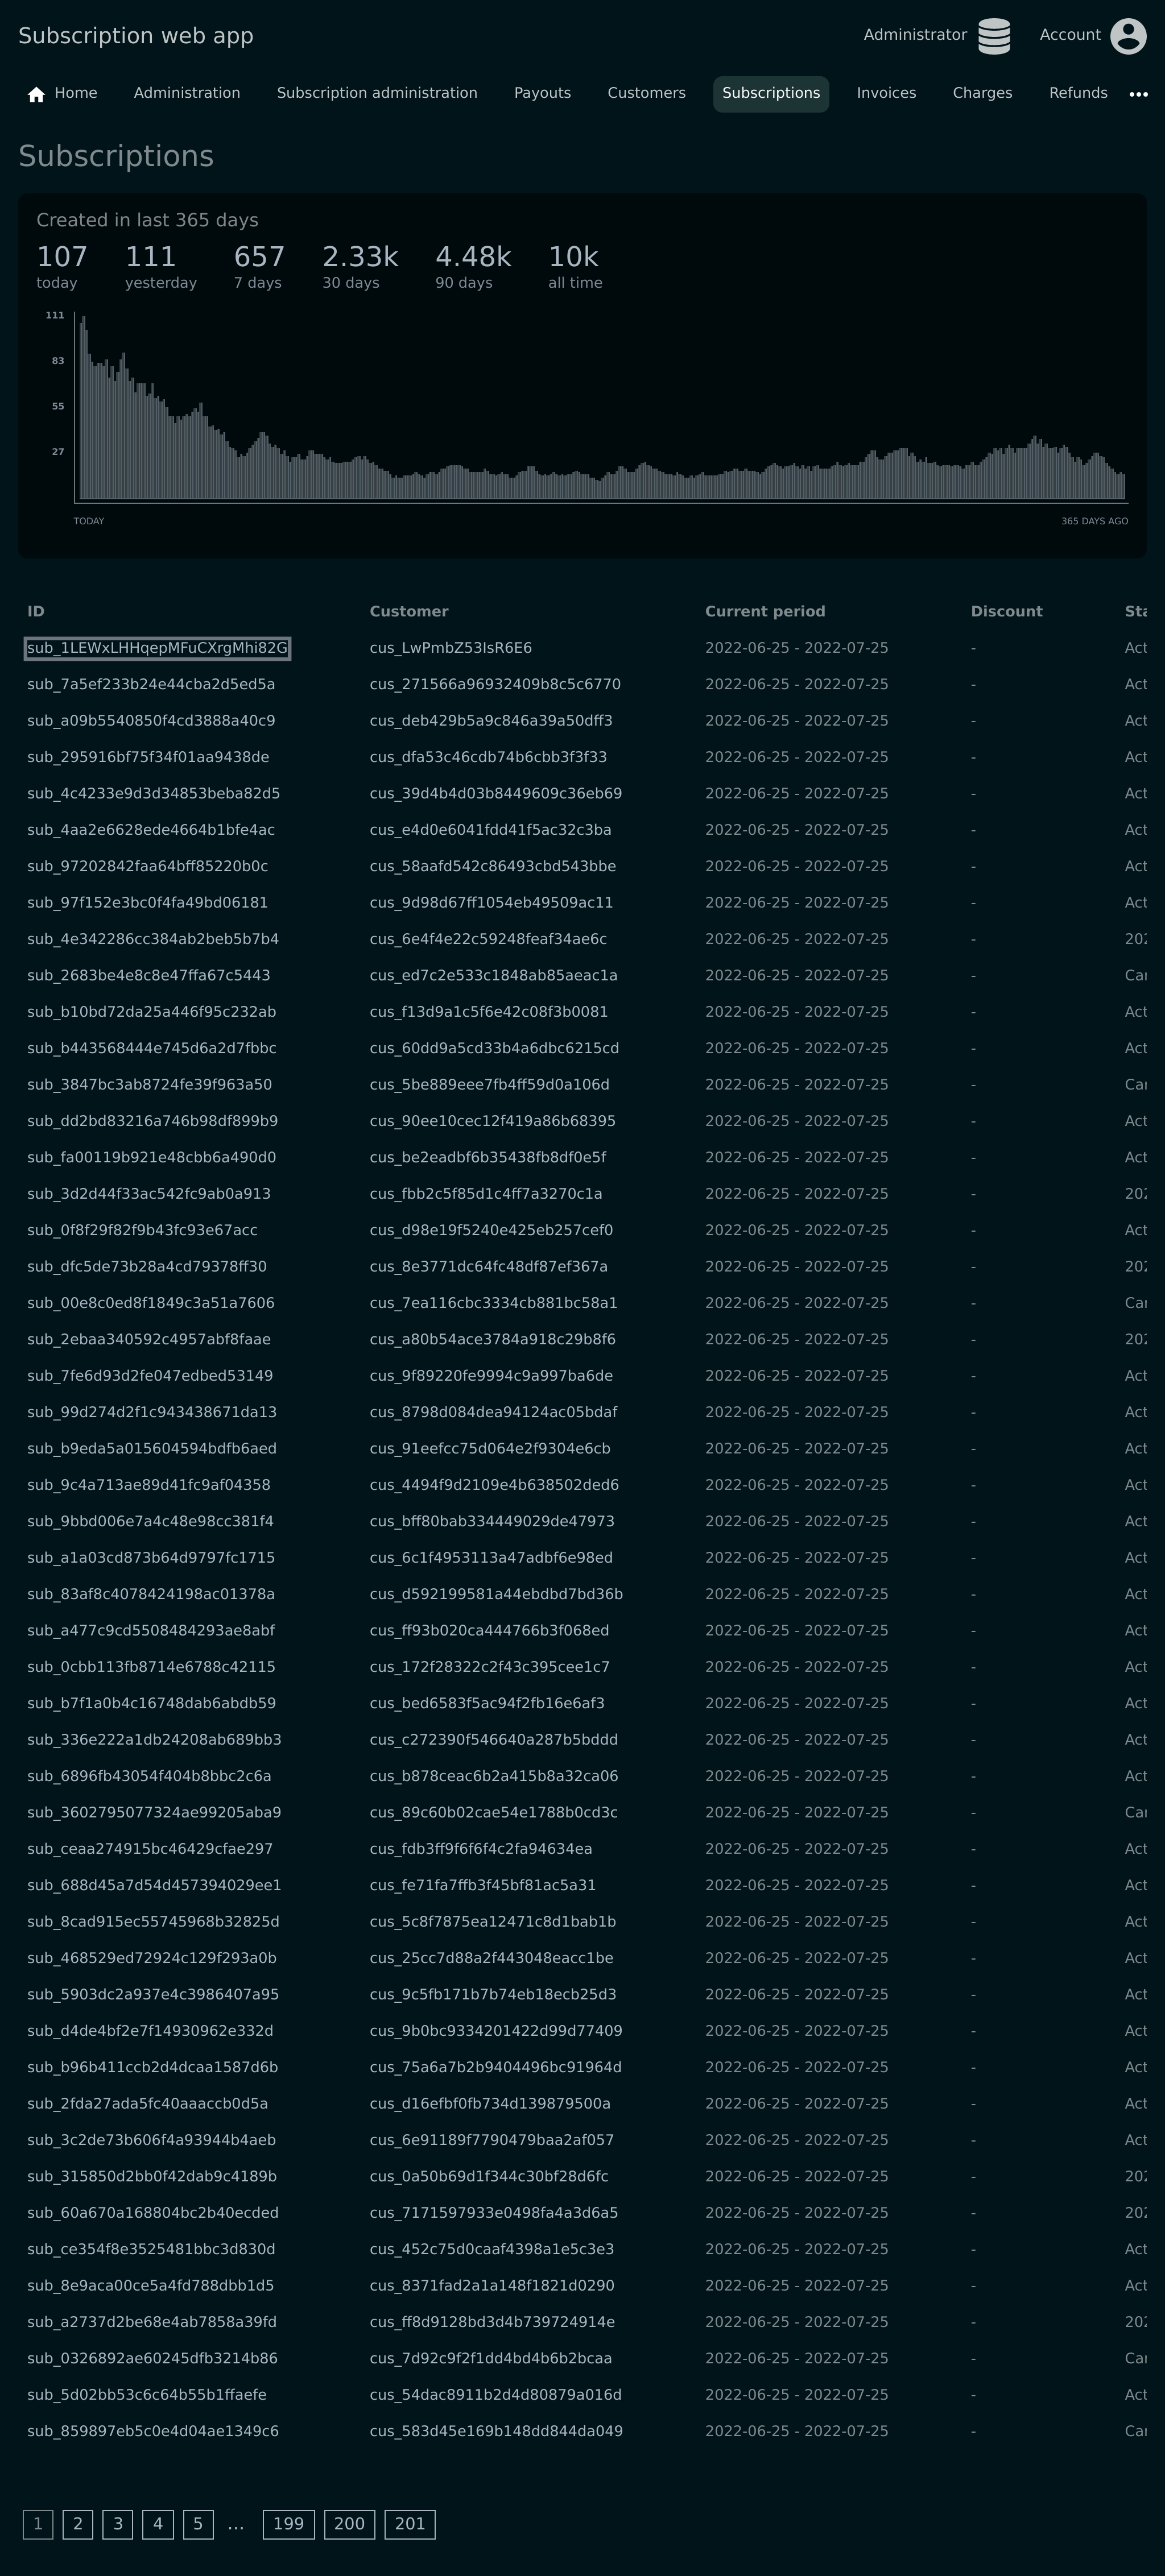 Subscription web app
Administrator
Account
Home Administration Subscription administration Payouts Customers Subscriptions Invoices Charges Refunds
Subscriptions
Created in last 365 days
107 111 657 2.33k 4.48k 10k
today yesterday 7 days 30 days 90 days all time
111
83
55
27
TODAY 365 DAYS AGO
ID Customer Current period Discount Sta
sub_1LEWxLHHqepMFuCXrgMhi82G cus_LwPmbZ53IsR6E6 2022-06-25 - 2022-07-25 - Act
sub_7a5ef233b24e44cba2d5ed5a cus_271566a96932409b8c5c6770 2022-06-25 - 2022-07-25 - Act
sub_a09b5540850f4cd3888a40c9 cus_deb429b5a9c846a39a50dff3 2022-06-25 - 2022-07-25 - Act
sub_295916bf75f34f01aa9438de cus_dfa53c46cdb74b6cbb3f3f33 2022-06-25 - 2022-07-25 - Act
sub_4c4233e9d3d34853beba82d5 cus_39d4b4d03b8449609c36eb69 2022-06-25 - 2022-07-25 - Act
sub_4aa2e6628ede4664b1bfe4ac cus_e4d0e6041fdd41f5ac32c3ba 2022-06-25 - 2022-07-25 - Act
sub_97202842faa64bff85220b0c cus_58aafd542c86493cbd543bbe 2022-06-25 - 2022-07-25 - Act
sub_97f152e3bc0f4fa49bd06181 cus_9d98d67ff1054eb49509ac11 2022-06-25 - 2022-07-25 - Act
sub_4e342286cc384ab2beb5b7b4 cus_6e4f4e22c59248feaf34ae6c 2022-06-25 - 2022-07-25 - 202
sub_2683be4e8c8e47ffa67c5443 cus_ed7c2e533c1848ab85aeac1a 2022-06-25 - 2022-07-25 - Can
sub_b10bd72da25a446f95c232ab cus_f13d9a1c5f6e42c08f3b0081 2022-06-25 - 2022-07-25 - Act
sub_b443568444e745d6a2d7fbbc cus_60dd9a5cd33b4a6dbc6215cd 2022-06-25 - 2022-07-25 - Act
sub_3847bc3ab8724fe39f963a50 cus_5be889eee7fb4ff59d0a106d 2022-06-25 - 2022-07-25 - Can
sub_dd2bd83216a746b98df899b9 cus_90ee10cec12f419a86b68395 2022-06-25 - 2022-07-25 - Act
sub_fa00119b921e48cbb6a490d0 cus_be2eadbf6b35438fb8df0e5f 2022-06-25 - 2022-07-25 - Act
sub_3d2d44f33ac542fc9ab0a913 cus_fbb2c5f85d1c4ff7a3270c1a 2022-06-25 - 2022-07-25 - 202
sub_0f8f29f82f9b43fc93e67acc cus_d98e19f5240e425eb257cef0 2022-06-25 - 2022-07-25 - Act
sub_dfc5de73b28a4cd79378ff30 cus_8e3771dc64fc48df87ef367a 2022-06-25 - 2022-07-25 - 202
sub_00e8c0ed8f1849c3a51a7606 cus_7ea116cbc3334cb881bc58a1 2022-06-25 - 2022-07-25 - Can
sub_2ebaa340592c4957abf8faae cus_a80b54ace3784a918c29b8f6 2022-06-25 - 2022-07-25 - 202
sub_7fe6d93d2fe047edbed53149 cus_9f89220fe9994c9a997ba6de 2022-06-25 - 2022-07-25 - Act
sub_99d274d2f1c943438671da13 cus_8798d084dea94124ac05bdaf 2022-06-25 - 2022-07-25 - Act
sub_b9eda5a015604594bdfb6aed cus_91eefcc75d064e2f9304e6cb 2022-06-25 - 2022-07-25 - Act
sub_9c4a713ae89d41fc9af04358 cus_4494f9d2109e4b638502ded6 2022-06-25 - 2022-07-25 - Act
sub_9bbd006e7a4c48e98cc381f4 cus_bff80bab334449029de47973 2022-06-25 - 2022-07-25 - Act
sub_a1a03cd873b64d9797fc1715 cus_6c1f4953113a47adbf6e98ed 2022-06-25 - 2022-07-25 - Act
sub_83af8c4078424198ac01378a cus_d592199581a44ebdbd7bd36b 2022-06-25 - 2022-07-25 - Act
sub_a477c9cd5508484293ae8abf cus_ff93b020ca444766b3f068ed 2022-06-25 - 2022-07-25 - Act
sub_0cbb113fb8714e6788c42115 cus_172f28322c2f43c395cee1c7 2022-06-25 - 2022-07-25 - Act
sub_b7f1a0b4c16748dab6abdb59 cus_bed6583f5ac94f2fb16e6af3 2022-06-25 - 2022-07-25 - Act
sub_336e222a1db24208ab689bb3 cus_c272390f546640a287b5bddd 2022-06-25 - 2022-07-25 - Act
sub_6896fb43054f404b8bbc2c6a cus_b878ceac6b2a415b8a32ca06 2022-06-25 - 2022-07-25 - Act
sub_3602795077324ae99205aba9 cus_89c60b02cae54e1788b0cd3c 2022-06-25 - 2022-07-25 - Can
sub_ceaa274915bc46429cfae297 cus_fdb3ff9f6f6f4c2fa94634ea 2022-06-25 - 2022-07-25 - Act
sub_688d45a7d54d457394029ee1 cus_fe71fa7ffb3f45bf81ac5a31 2022-06-25 - 2022-07-25 - Act
sub_8cad915ec55745968b32825d cus_5c8f7875ea12471c8d1bab1b 2022-06-25 - 2022-07-25 - Act
sub_468529ed72924c129f293a0b cus_25cc7d88a2f443048eacc1be 2022-06-25 - 2022-07-25 - Act
sub_5903dc2a937e4c3986407a95 cus_9c5fb171b7b74eb18ecb25d3 2022-06-25 - 2022-07-25 - Act
sub_d4de4bf2e7f14930962e332d cus_9b0bc9334201422d99d77409 2022-06-25 - 2022-07-25 - Act
sub_b96b411ccb2d4dcaa1587d6b cus_75a6a7b2b9404496bc91964d 2022-06-25 - 2022-07-25 - Act
sub_2fda27ada5fc40aaaccb0d5a cus_d16efbf0fb734d139879500a 2022-06-25 - 2022-07-25 - Act
sub_3c2de73b606f4a93944b4aeb cus_6e91189f7790479baa2af057 2022-06-25 - 2022-07-25 - Act
sub_315850d2bb0f42dab9c4189b cus_0a50b69d1f344c30bf28d6fc 2022-06-25 - 2022-07-25 - 202
sub_60a670a168804bc2b40ecded cus_7171597933e0498fa4a3d6a5 2022-06-25 - 2022-07-25 - 202
sub_ce354f8e3525481bbc3d830d cus_452c75d0caaf4398a1e5c3e3 2022-06-25 - 2022-07-25 - Act
sub_8e9aca00ce5a4fd788dbb1d5 cus_8371fad2a1a148f1821d0290 2022-06-25 - 2022-07-25 - Act
sub_a2737d2be68e4ab7858a39fd cus_ff8d9128bd3d4b739724914e 2022-06-25 - 2022-07-25 - 202
sub_0326892ae60245dfb3214b86 cus_7d92c9f2f1dd4bd4b6b2bcaa 2022-06-25 - 2022-07-25 - Can
sub_5d02bb53c6c64b55b1ffaefe cus_54dac8911b2d4d80879a016d 2022-06-25 - 2022-07-25 - Act
sub_859897eb5c0e4d04ae1349c6 cus_583d45e169b148dd844da049 2022-06-25 - 2022-07-25 - Can
1 2 3 4 5 … 199 200 201